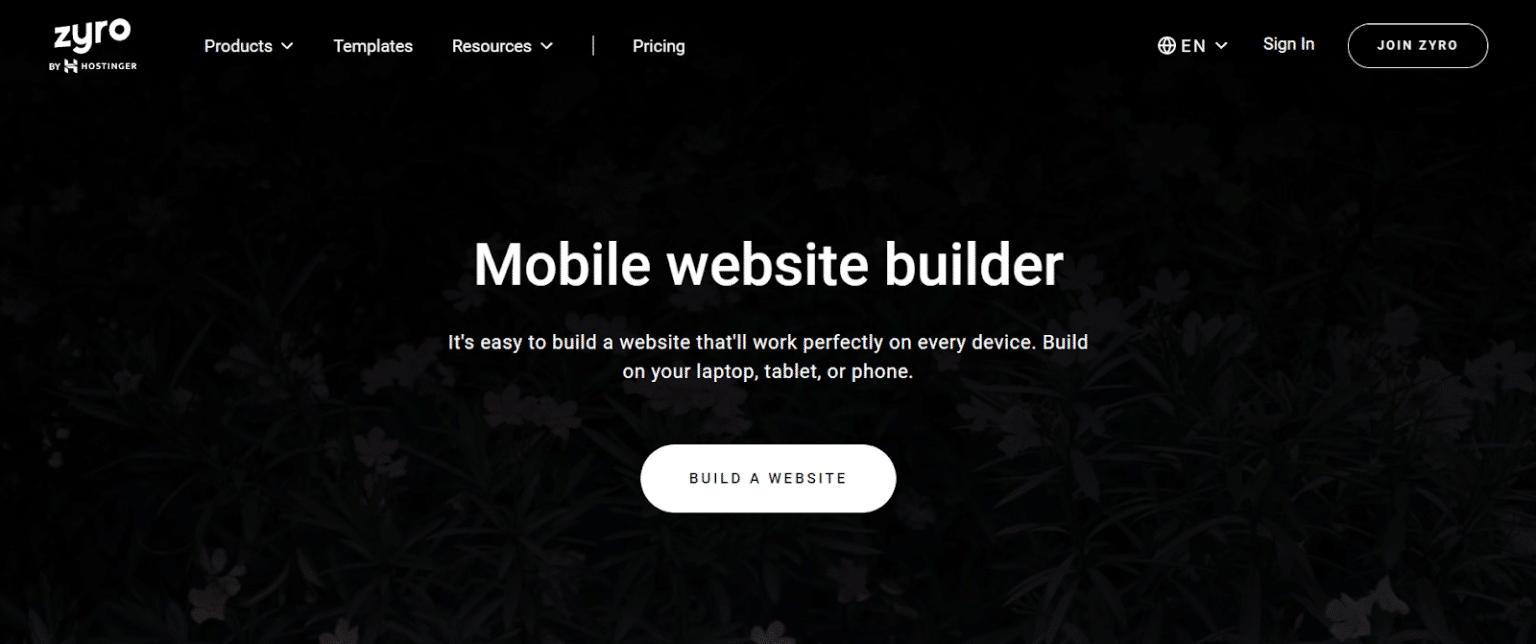 zyro
BY HOSTINGER
Products
Templates
Resources
Pricing
EN
Sign In
JOIN ZYRO
Mobile website builder
It's easy to build a website that'll work perfectly on every device. Build
on your laptop, tablet, or phone.
BUILD A WEBSITE